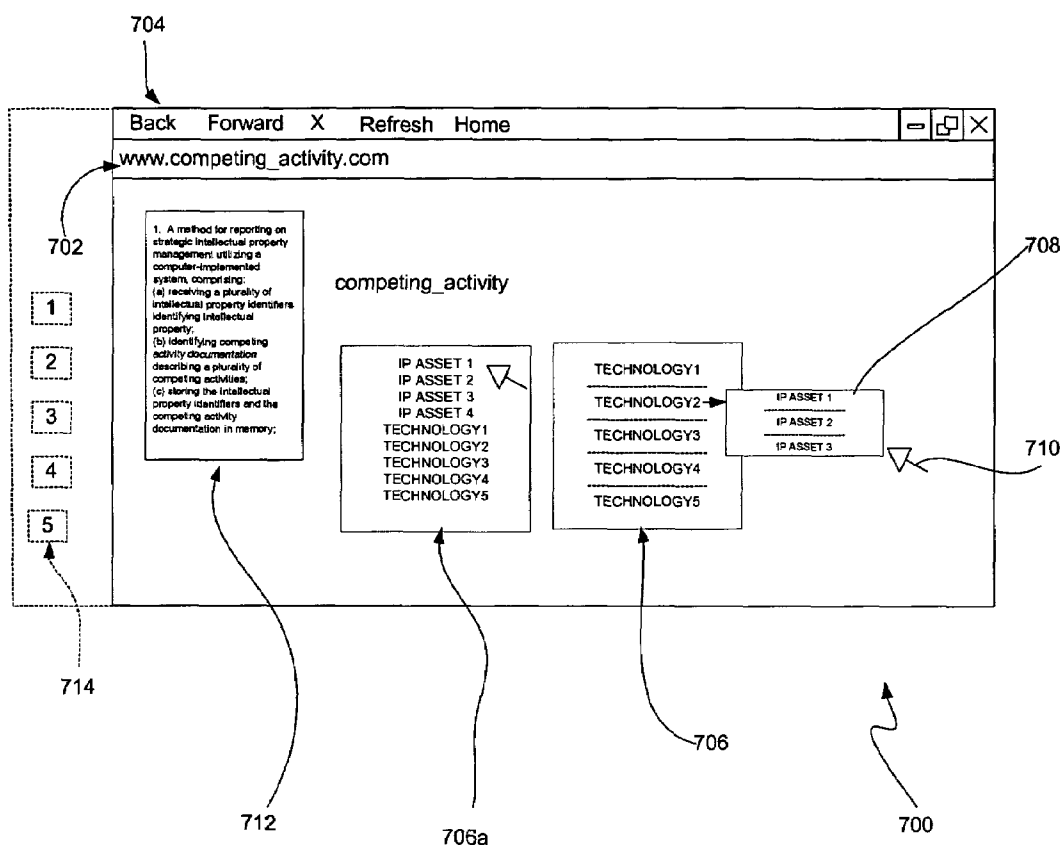 704
Back Forward X Refresh Home
www.competing_activity.com
702
1. A method for reporting on
strategic intellectual property
management utilizing a
computer-implemented
system, comprising:
(a) receiving a plurality of
intellectual property identifiers
identifying intellectual
property;
(b) identifying competing
activity documentation
describing a plurality of
competing activities;
(c) storing the intellectual
property identifiers and the
competing activity
documentation in memory;
competing_activity
708
1
2
3
4
5
IP ASSET 1
IP ASSET 2
IP ASSET 3
IP ASSET 4
TECHNOLOGY1
TECHNOLOGY2
TECHNOLOGY3
TECHNOLOGY4
TECHNOLOGY5
TECHNOLOGY1
TECHNOLOGY2
TECHNOLOGY3
TECHNOLOGY4
TECHNOLOGY5
IP ASSET 1
IP ASSET 2
IP ASSET 3
710
714
706
712
706a
700